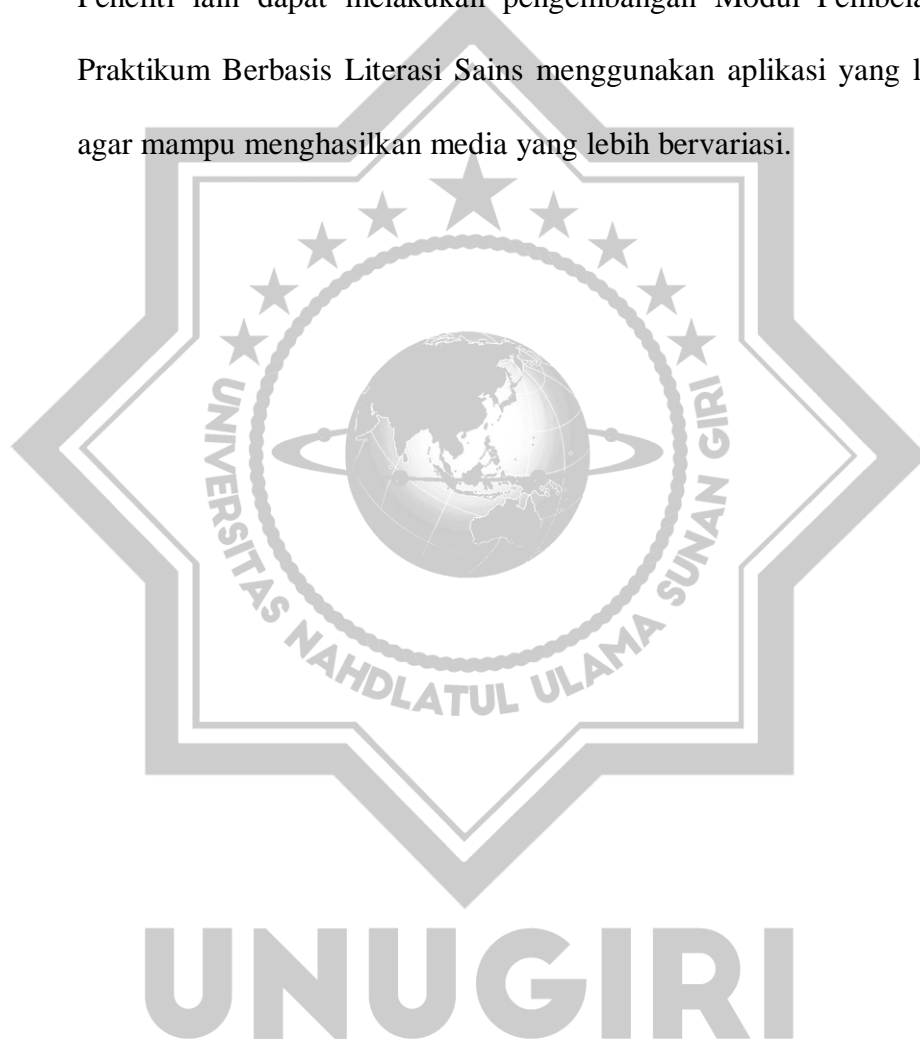 Peneliti lain dapat melakukan pengembangan Modul
Praktikum Berbasis Literasi Sains menggunakan aplikasi yang
agar mampu menghasilkan media yang lebih bervariasi.
UNIVERSITAS NAHDLATUL ULAMA SUNAN GIRI
UNUGIRI